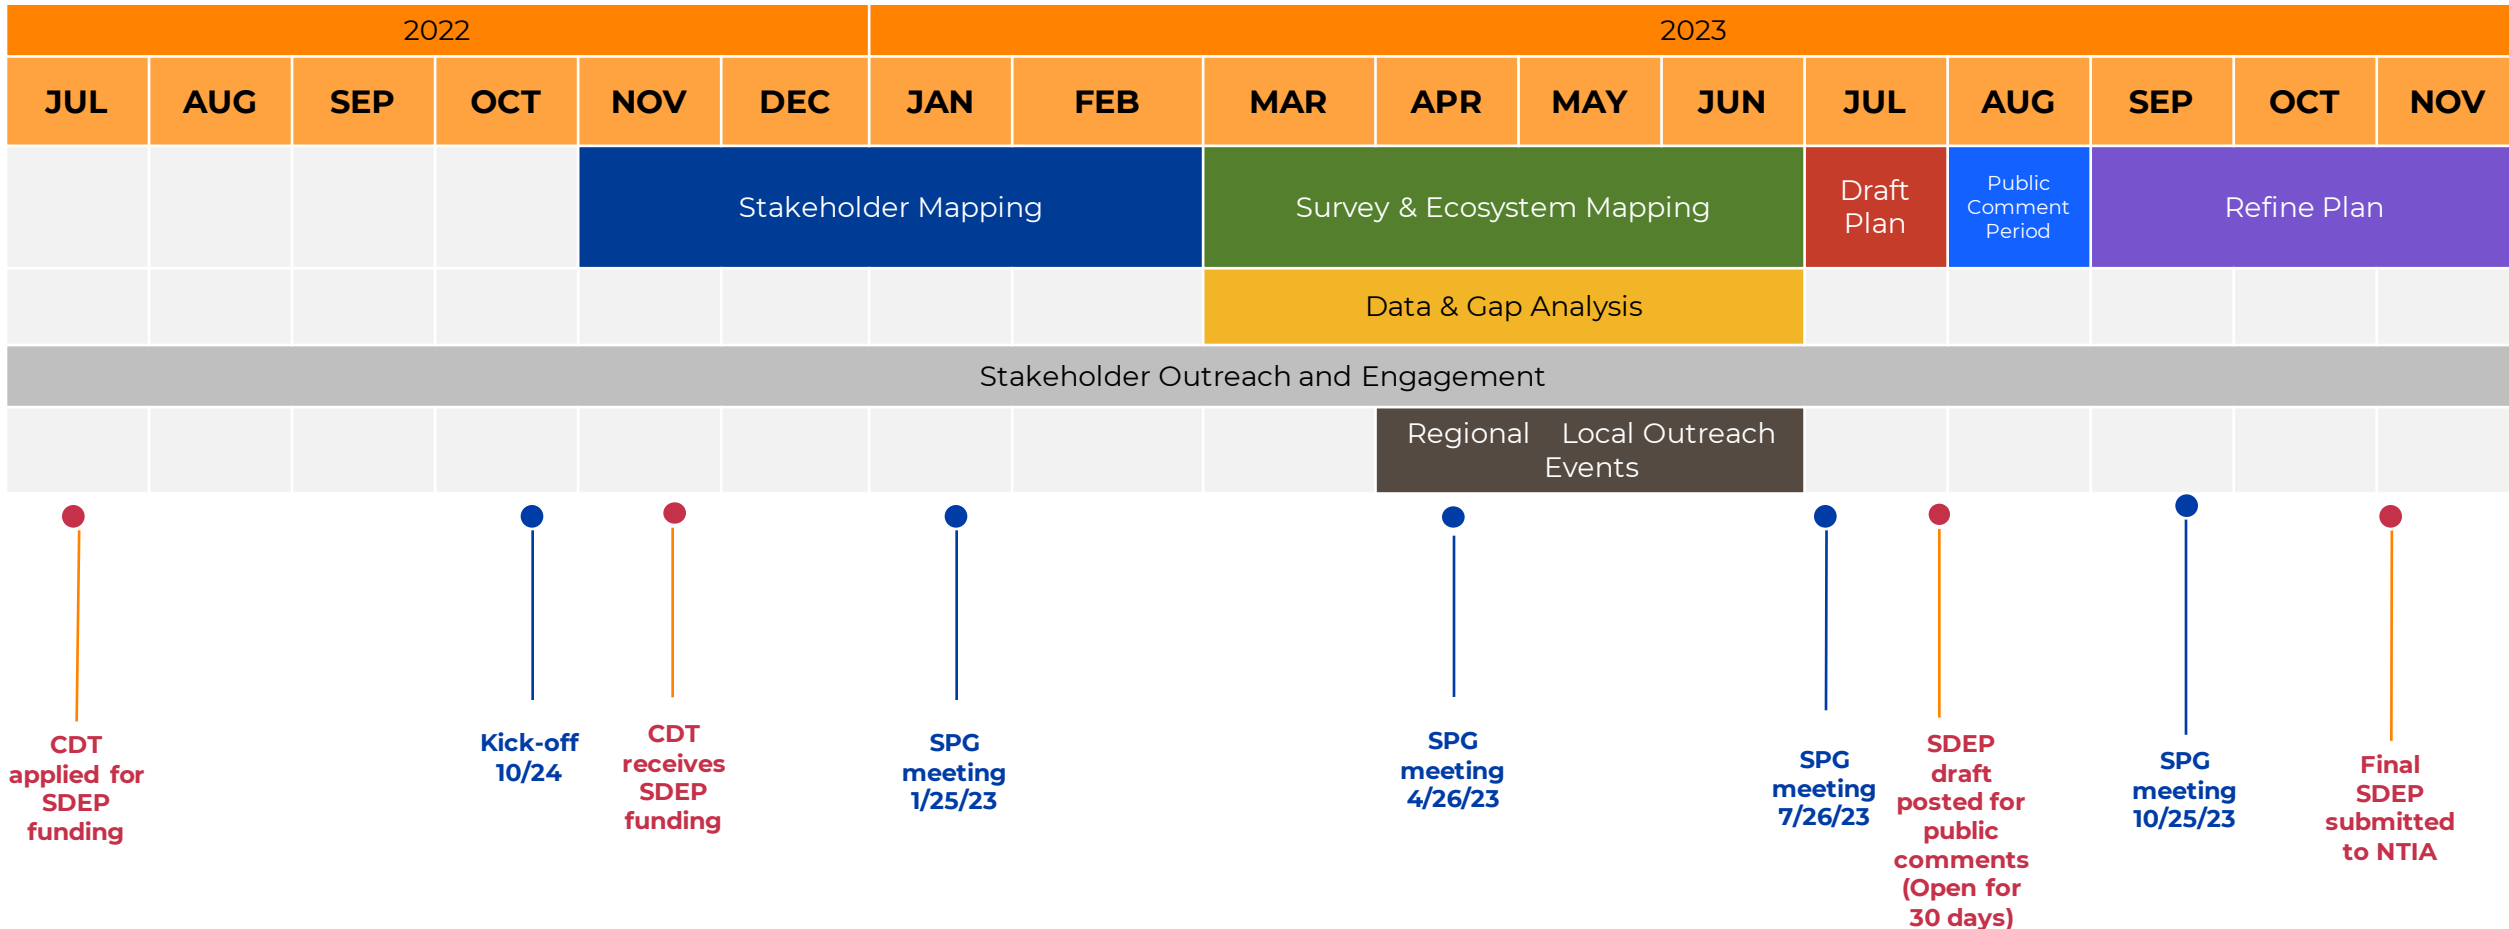 2022
2023
JUL
AUG
SEP
OCT
NOV
DEC
JAN
FEB
MAR
APR
MAY
JUN
JUL
AUG
SEP
OCT
NOV
Stakeholder Mapping
Survey & Ecosystem Mapping
Draft
Plan
Public
Comment
Period
Refine Plan
Data & Gap Analysis
Stakeholder Outreach and Engagement
Regional Local Outreach
Events
CDT
applied for
SDEP
funding
Kick-off
10/24
CDT
receives
SDEP
funding
SPG
meeting
1/25/23
SPG
meeting
4/26/23
SPG
meeting
7/26/23
SDEP
draft
posted for
public
comments
(Open for
30 days)
SPG
meeting
10/25/23
Final
SDEP
submitted
to NTIA